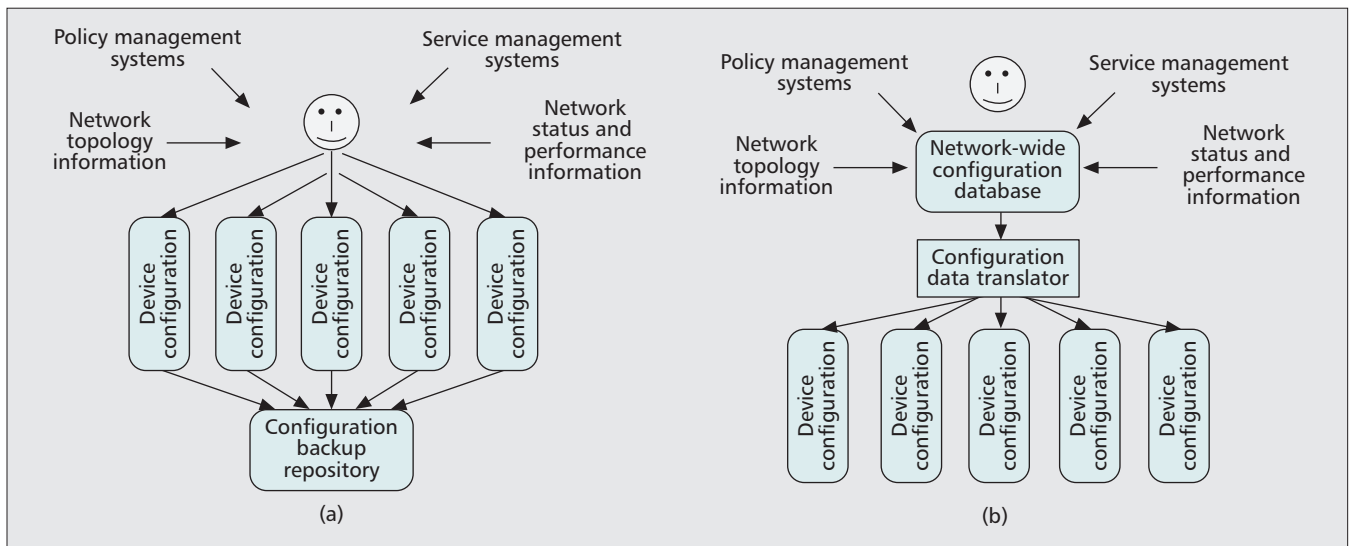 Policy management
systems
Service management
systems
Network
topology
information
Network
status and
performance
information
Device
configuration
Device
configuration
Device
configuration
Device
configuration
Device
configuration
Configuration
backup
repository
(a)
Policy management
systems
Service management
systems
Network
topology
information
Network-wide
configuration
database
Network
status and
performance
information
Configuration
data translator
Device
configuration
Device
configuration
Device
configuration
Device
configuration
Device
configuration
(b)